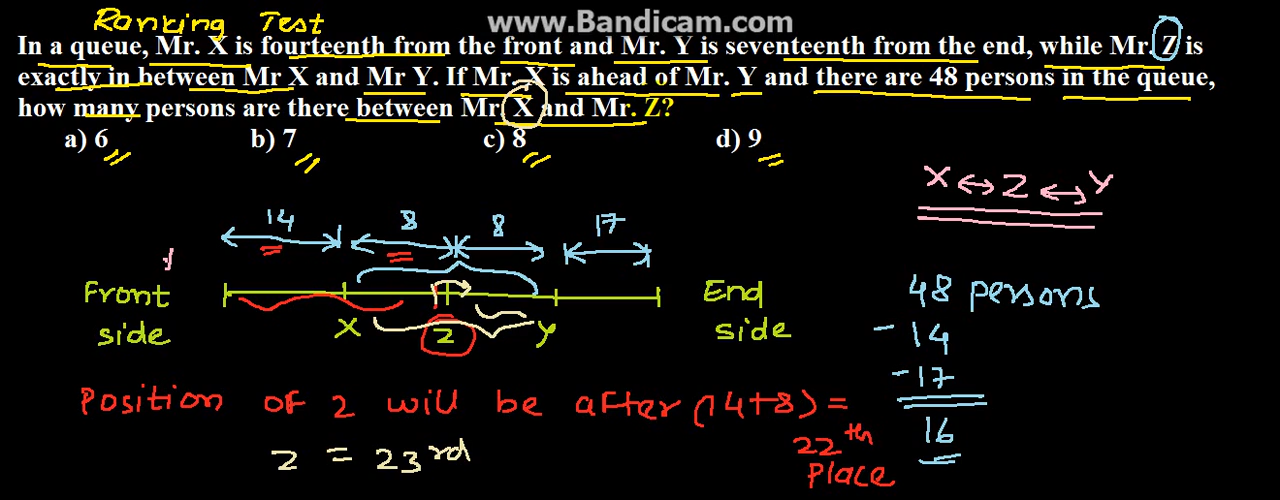 www.Bandicam.com
Ranking Test
In a queue, Mr. X is fourteenth from the front and Mr. Y is seventeenth from the end, while Mr. Z is
exactly in between Mr X and Mr Y. If Mr. X is ahead of Mr. Y and there are 48 persons in the queue,
how many persons are there between Mr. X and Mr. Z?
a) 6 b) 7 c) 8 d) 9
X ↔ Z ↔ Y
14 8 8 17
Front side
X Z Y
End side
48 persons
- 14
- 17
16
Position of Z will be after (14+8) =
22th Place
Z = 23rd